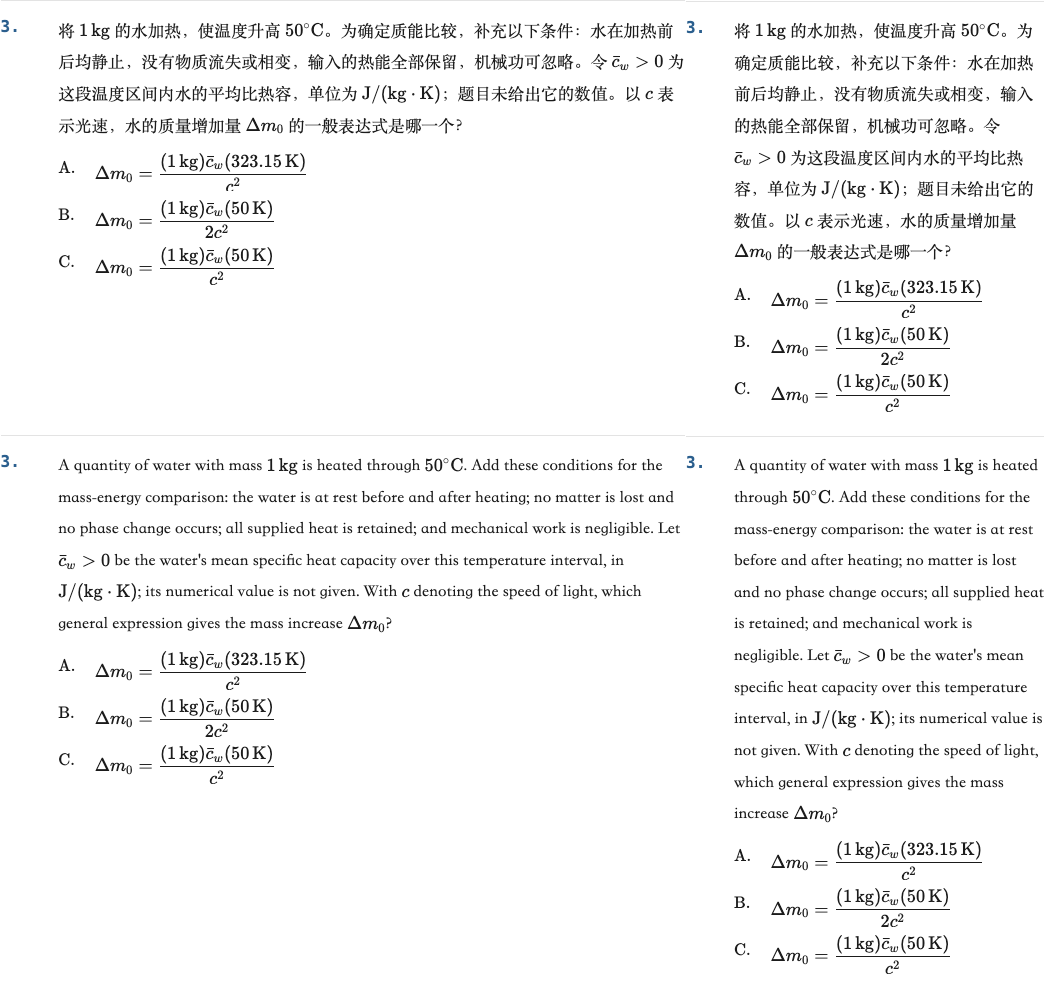 3. 将 1 kg 的水加热，使温度升高 50°C。为确定质能比较，补充以下条件：水在加热前
后均静止，没有物质流失或相变，输入的热能全部保留，机械功可忽略。令 c̄_w > 0 为
这段温度区间内水的平均比热容，单位为 J/(kg · K)；题目未给出它的数值。以 c 表
示光速，水的质量增加量 Δm₀ 的一般表达式是哪一个？
A. Δm₀ = (1 kg)c̄_w(323.15 K) / c²
B. Δm₀ = (1 kg)c̄_w(50 K) / 2c²
C. Δm₀ = (1 kg)c̄_w(50 K) / c²
3. 将 1 kg 的水加热，使温度升高 50°C。为
确定质能比较，补充以下条件：水在加热
前后均静止，没有物质流失或相变，输入
的热能全部保留，机械功可忽略。令
c̄_w > 0 为这段温度区间内水的平均比热
容，单位为 J/(kg · K)；题目未给出它的
数值。以 c 表示光速，水的质量增加量
Δm₀ 的一般表达式是哪一个？
A. Δm₀ = (1 kg)c̄_w(323.15 K) / c²
B. Δm₀ = (1 kg)c̄_w(50 K) / 2c²
C. Δm₀ = (1 kg)c̄_w(50 K) / c²
3. A quantity of water with mass 1 kg is heated through 50°C. Add these conditions for the
mass-energy comparison: the water is at rest before and after heating; no matter is lost and
no phase change occurs; all supplied heat is retained; and mechanical work is negligible. Let
c̄_w > 0 be the water's mean specific heat capacity over this temperature interval, in
J/(kg · K); its numerical value is not given. With c denoting the speed of light, which
general expression gives the mass increase Δm₀?
A. Δm₀ = (1 kg)c̄_w(323.15 K) / c²
B. Δm₀ = (1 kg)c̄_w(50 K) / 2c²
C. Δm₀ = (1 kg)c̄_w(50 K) / c²
3. A quantity of water with mass 1 kg is heated
through 50°C. Add these conditions for the
mass-energy comparison: the water is at rest
before and after heating; no matter is lost
and no phase change occurs; all supplied heat
is retained; and mechanical work is
negligible. Let c̄_w > 0 be the water's mean
specific heat capacity over this temperature
interval, in J/(kg · K); its numerical value is
not given. With c denoting the speed of light,
which general expression gives the mass
increase Δm₀?
A. Δm₀ = (1 kg)c̄_w(323.15 K) / c²
B. Δm₀ = (1 kg)c̄_w(50 K) / 2c²
C. Δm₀ = (1 kg)c̄_w(50 K) / c²